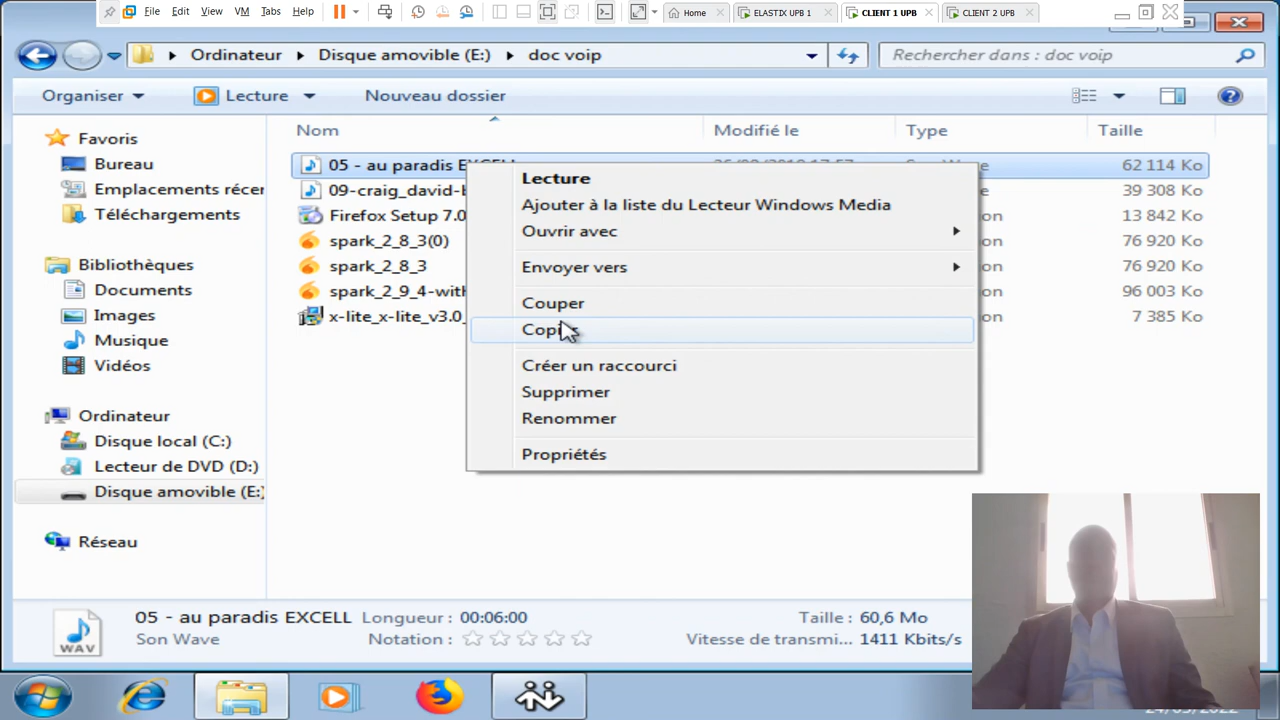 File Edit View VM Tabs Help Home ELASTIX UPB 1 CLIENT 1 UPB CLIENT 2 UPB
Ordinateur Disque amovible (E:) doc voip Rechercher dans : doc voip
Organiser Lecture Nouveau dossier
Nom Modifié le Type Taille
Favoris
Bureau
Emplacements récer
Téléchargements
Bibliothèques
Documents
Images
Musique
Vidéos
Ordinateur
Disque local (C:)
Lecteur de DVD (D:)
Disque amovible (E:)
Réseau
05 - au paradis EXCELL 62 114 Ko
09-craig_david- 39 308 Ko
Firefox Setup 7.0 13 842 Ko
spark_2_8_3(0) 76 920 Ko
spark_2_8_3 76 920 Ko
spark_2_9_4-with 96 003 Ko
x-lite_x-lite_v3.0_ 7 385 Ko
Lecture
Ajouter à la liste du Lecteur Windows Media
Ouvrir avec
Envoyer vers
Couper
Copier
Créer un raccourci
Supprimer
Renommer
Propriétés
05 - au paradis EXCELL Longueur : 00:06:00 Taille : 60,6 Mo
Son Wave Notation : Vitesse de transmi... 1411 Kbits/s
WAV